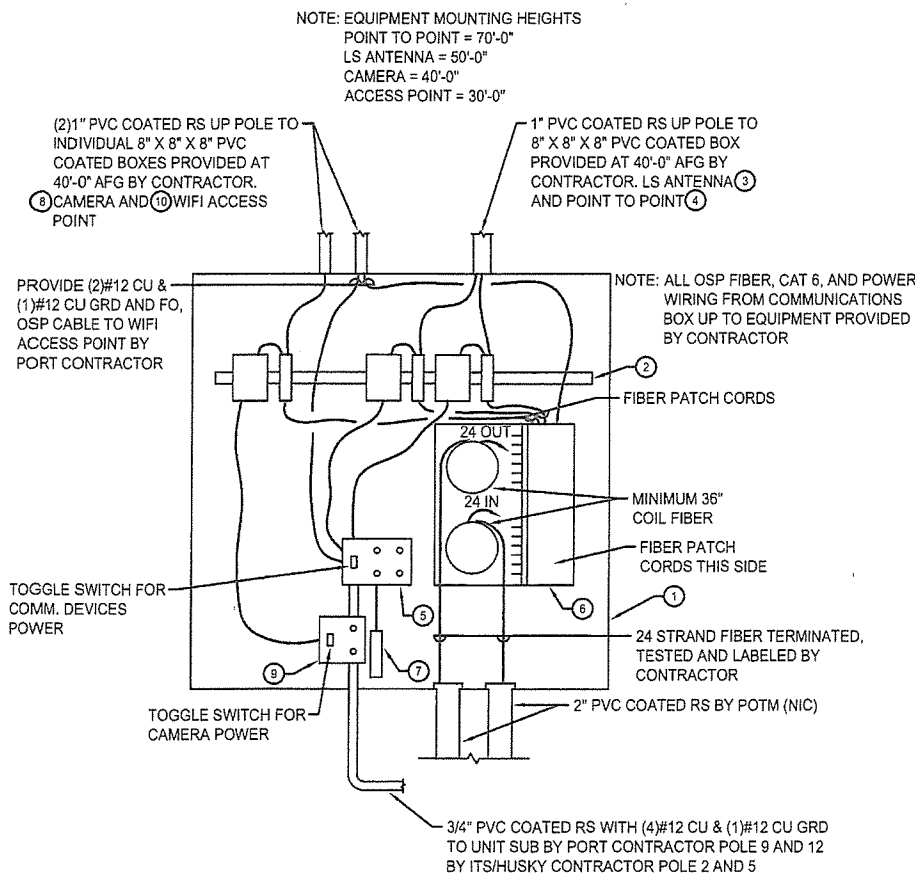 NOTE: EQUIPMENT MOUNTING HEIGHTS
POINT TO POINT = 70'-0"
LS ANTENNA = 50'-0"
CAMERA = 40'-0"
ACCESS POINT = 30'-0"
(2)1" PVC COATED RS UP POLE TO
INDIVIDUAL 8" X 8" X 8" PVC
COATED BOXES PROVIDED AT
40'-0" AFG BY CONTRACTOR.
8 CAMERA AND 10 WIFI ACCESS
POINT
1" PVC COATED RS UP POLE TO
8" X 8" X 8" PVC COATED BOX
PROVIDED AT 40'-0" AFG BY
CONTRACTOR. LS ANTENNA 3
AND POINT TO POINT 4
PROVIDE (2)#12 CU &
(1)#12 CU GRD AND FO,
OSP CABLE TO WIFI
ACCESS POINT BY
PORT CONTRACTOR
NOTE: ALL OSP FIBER, CAT 6, AND POWER
WIRING FROM COMMUNICATIONS
BOX UP TO EQUIPMENT PROVIDED
BY CONTRACTOR
2
FIBER PATCH CORDS
24 OUT
24 IN
MINIMUM 36"
COIL FIBER
FIBER PATCH
CORDS THIS SIDE
TOGGLE SWITCH FOR
COMM. DEVICES
POWER
5
6
1
24 STRAND FIBER TERMINATED,
TESTED AND LABELED BY
CONTRACTOR
9
7
TOGGLE SWITCH FOR
CAMERA POWER
2" PVC COATED RS BY POTM (NIC)
3/4" PVC COATED RS WITH (4)#12 CU & (1)#12 CU GRD
TO UNIT SUB BY PORT CONTRACTOR POLE 9 AND 12
BY ITS/HUSKY CONTRACTOR POLE 2 AND 5